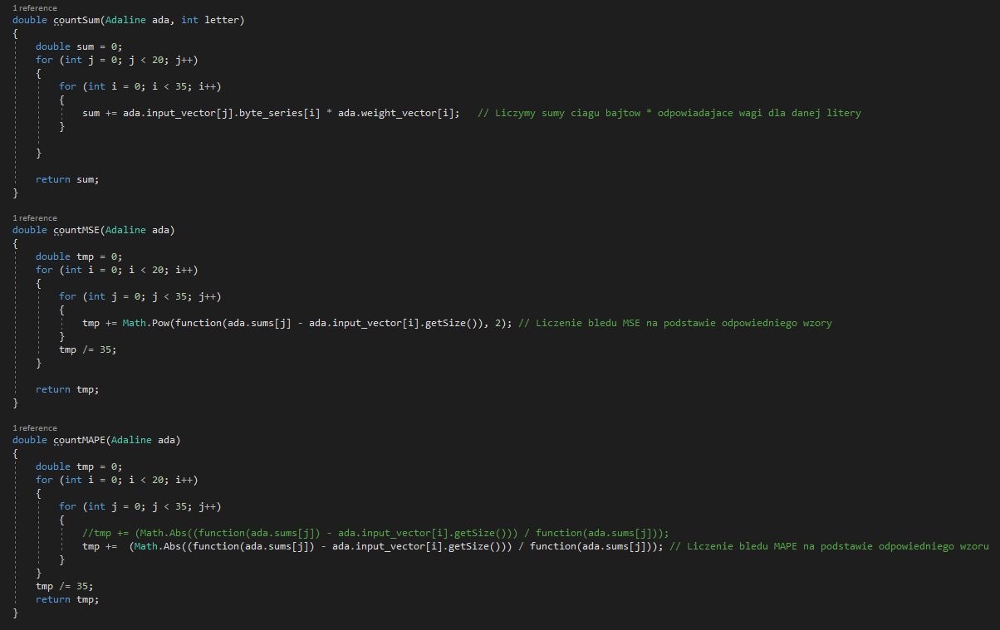 1 reference
double countSum(Adaline ada, int letter)
{
    double sum = 0;
    for (int j = 0; j < 20; j++)
    {
        for (int i = 0; i < 35; i++)
        {
            sum += ada.input_vector[j].byte_series[i] * ada.weight_vector[i];   // Liczymy sumy ciagu bajtow * odpowiadajace wagi dla danej litery
        }
    }
    return sum;
}
1 reference
double countMSE(Adaline ada)
{
    double tmp = 0;
    for (int i = 0; i < 20; i++)
    {
        for (int j = 0; j < 35; j++)
        {
            tmp += Math.Pow(function(ada.sums[j] - ada.input_vector[i].getSize()), 2); // Liczenie bledu MSE na podstawie odpowiedniego wzory
        }
        tmp /= 35;
    }
    return tmp;
}
1 reference
double countMAPE(Adaline ada)
{
    double tmp = 0;
    for (int i = 0; i < 20; i++)
    {
        for (int j = 0; j < 35; j++)
        {
            //tmp += (Math.Abs((function(ada.sums[j]) - ada.input_vector[i].getSize())) / function(ada.sums[j]));
            tmp +=  (Math.Abs((function(ada.sums[j]) - ada.input_vector[i].getSize())) / function(ada.sums[j])); // Liczenie bledu MAPE na podstawie odpowiedniego wzoru
        }
    }
    tmp /= 35;
    return tmp;
}